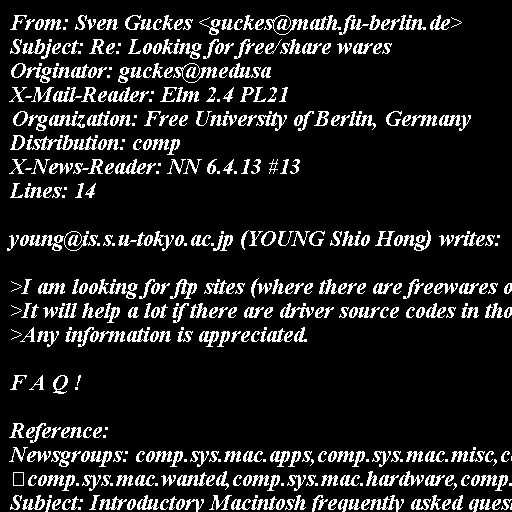 From: Sven Guckes <guckes@math.fu-berlin.de>
Subject: Re: Looking for free/share wares
Originator: guckes@medusa
X-Mail-Reader: Elm 2.4 PL21
Organization: Free University of Berlin, Germany
Distribution: comp
X-News-Reader: NN 6.4.13 #13
Lines: 14

young@is.s.u-tokyo.ac.jp (YOUNG Shio Hong) writes:

>I am looking for ftp sites (where there are freewares o
>It will help a lot if there are driver source codes in tho
>Any information is appreciated.

F A Q !

Reference:
Newsgroups: comp.sys.mac.apps,comp.sys.mac.misc,c
comp.sys.mac.wanted,comp.sys.mac.hardware,comp.
Subject: Introductory Macintosh frequently asked ques